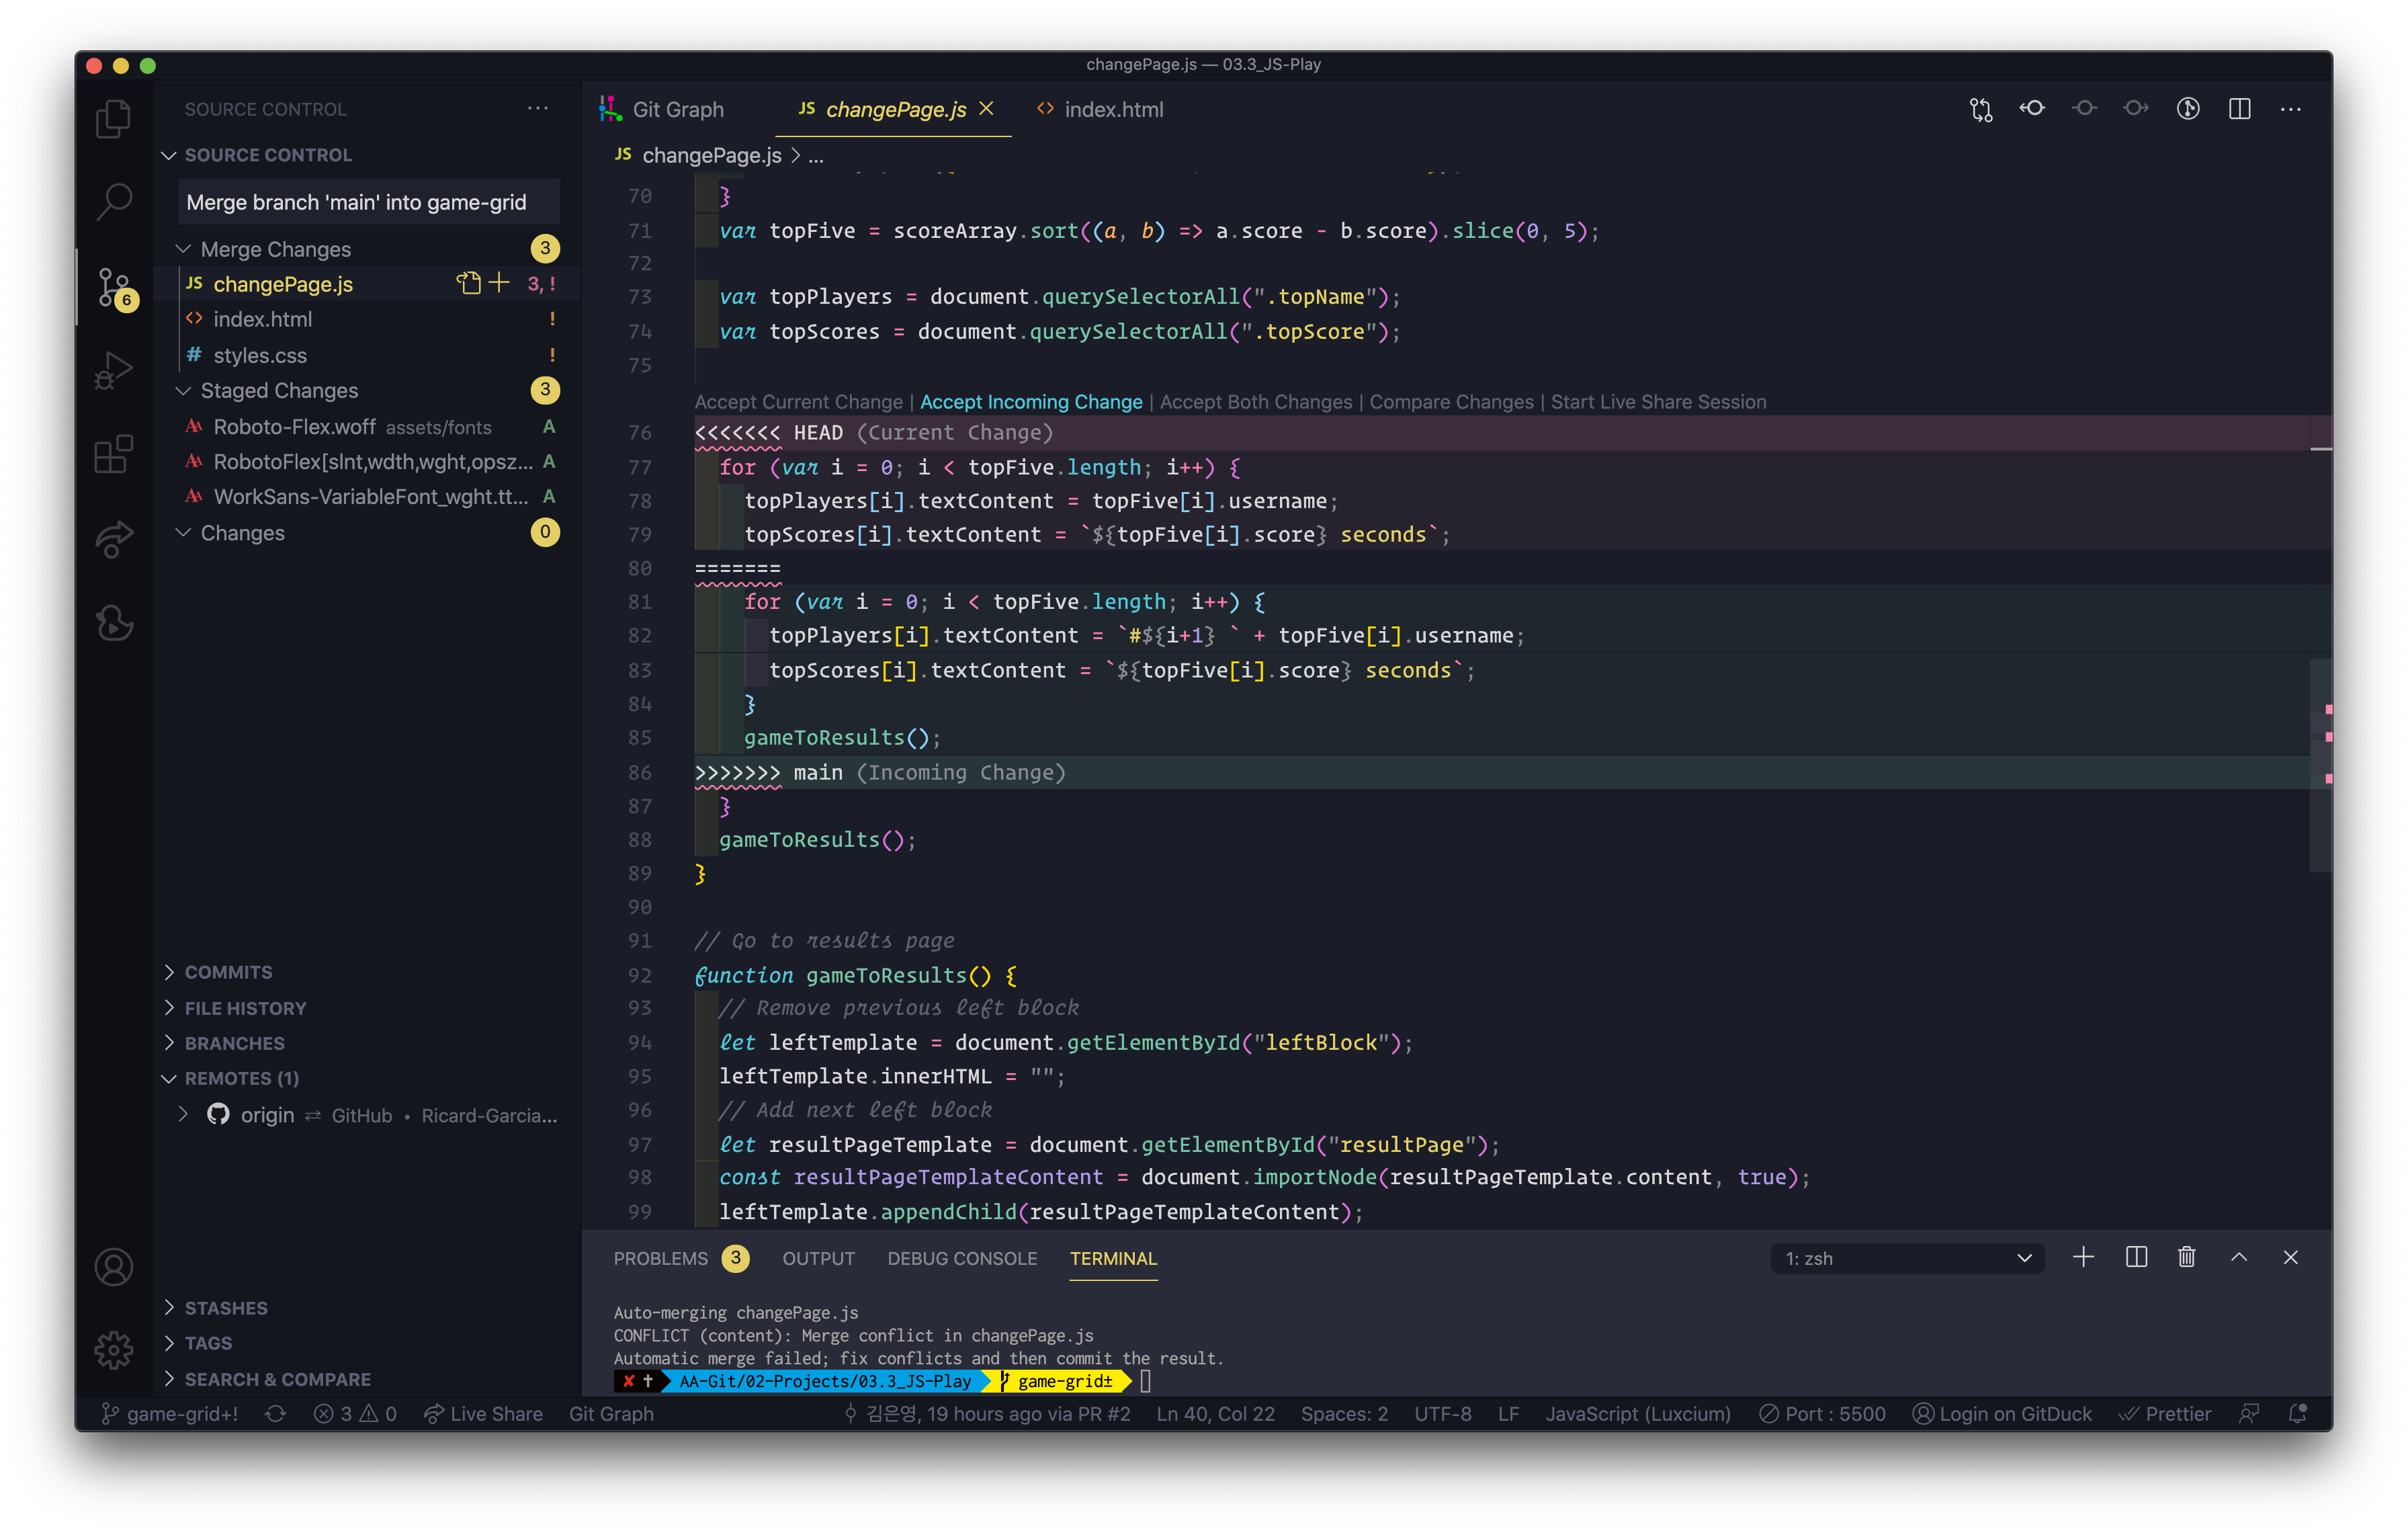 changePage.js — 03.3_JS-Play
SOURCE CONTROL
SOURCE CONTROL
Merge branch 'main' into game-grid
Merge Changes 3
JS changePage.js 3, !
<> index.html !
# styles.css !
Staged Changes 3
Roboto-Flex.woff assets/fonts A
RobotoFlex[slnt,wdth,wght,opsz... A
WorkSans-VariableFont_wght.tt... A
Changes 0
6
COMMITS
FILE HISTORY
BRANCHES
REMOTES (1)
origin ⇄ GitHub • Ricard-Garcia...
STASHES
TAGS
SEARCH & COMPARE
Git Graph
JS changePage.js
<> index.html
JS changePage.js > ...
70 }
71 var topFive = scoreArray.sort((a, b) => a.score - b.score).slice(0, 5);
72
73 var topPlayers = document.querySelectorAll(".topName");
74 var topScores = document.querySelectorAll(".topScore");
75
Accept Current Change | Accept Incoming Change | Accept Both Changes | Compare Changes | Start Live Share Session
76 <<<<<<< HEAD (Current Change)
77 for (var i = 0; i < topFive.length; i++) {
78 topPlayers[i].textContent = topFive[i].username;
79 topScores[i].textContent = `${topFive[i].score} seconds`;
80 =======
81 for (var i = 0; i < topFive.length; i++) {
82 topPlayers[i].textContent = `#${i+1} ` + topFive[i].username;
83 topScores[i].textContent = `${topFive[i].score} seconds`;
84 }
85 gameToResults();
86 >>>>>>> main (Incoming Change)
87 }
88 gameToResults();
89 }
90
91 // Go to results page
92 function gameToResults() {
93 // Remove previous left block
94 let leftTemplate = document.getElementById("leftBlock");
95 leftTemplate.innerHTML = "";
96 // Add next left block
97 let resultPageTemplate = document.getElementById("resultPage");
98 const resultPageTemplateContent = document.importNode(resultPageTemplate.content, true);
99 leftTemplate.appendChild(resultPageTemplateContent);
PROBLEMS 3 OUTPUT DEBUG CONSOLE TERMINAL 1: zsh
Auto-merging changePage.js
CONFLICT (content): Merge conflict in changePage.js
Automatic merge failed; fix conflicts and then commit the result.
✘ † AA-Git/02-Projects/03.3_JS-Play game-grid±
game-grid+! 3 0 Live Share Git Graph 김은영, 19 hours ago via PR #2 Ln 40, Col 22 Spaces: 2 UTF-8 LF JavaScript (Luxcium) Port : 5500 Login on GitDuck Prettier